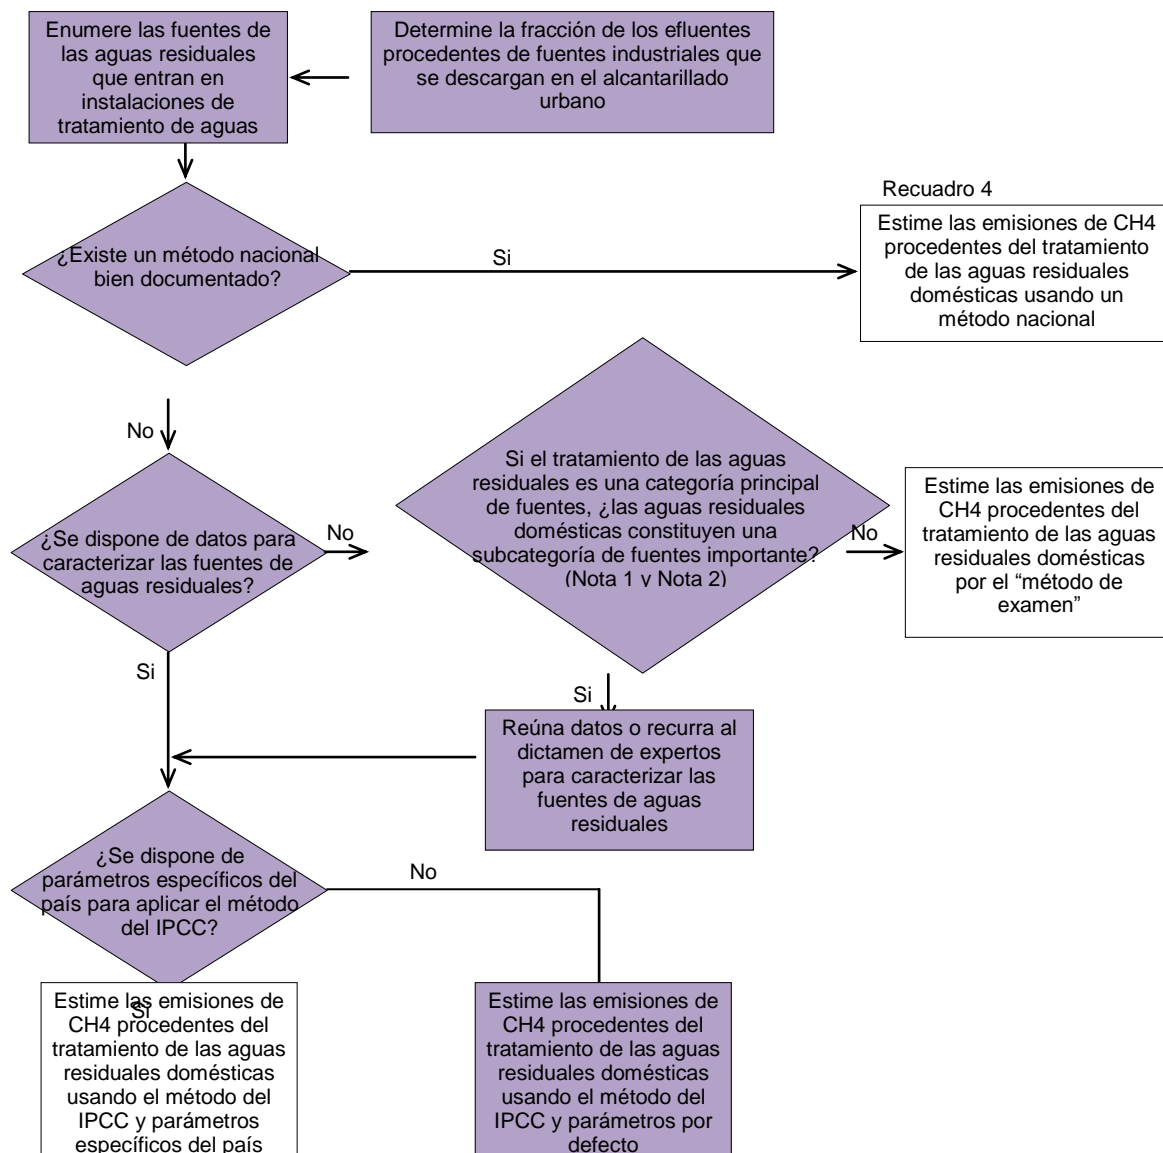 Enumere las fuentes de
las aguas residuales
que entran en
instalaciones de
tratamiento de aguas
Determine la fracción de los efluentes
procedentes de fuentes industriales que
se descargan en el alcantarillado
urbano
¿Existe un método nacional
bien documentado?
Si
Recuadro 4
Estime las emisiones de CH4
procedentes del tratamiento
de las aguas residuales
domésticas usando un
método nacional
No
¿Se dispone de datos para
caracterizar las fuentes de
aguas residuales?
No
Si el tratamiento de las aguas
residuales es una categoría principal
de fuentes, ¿las aguas residuales
domésticas constituyen una
subcategoría de fuentes importante?
(Nota 1 y Nota 2)
No
Estime las emisiones de
CH4 procedentes del
tratamiento de las aguas
residuales domésticas
por el “método de
examen”
Si
Si
Reúna datos o recurra al
dictamen de expertos
para caracterizar las
fuentes de aguas
residuales
¿Se dispone de
parámetros específicos del
país para aplicar el método
del IPCC?
No
Si
Estime las emisiones de
CH4 procedentes del
tratamiento de las aguas
residuales domésticas
usando el método del
IPCC y parámetros
específicos del país
Estime las emisiones de
CH4 procedentes del
tratamiento de las aguas
residuales domésticas
usando el método del
IPCC y parámetros por
defecto